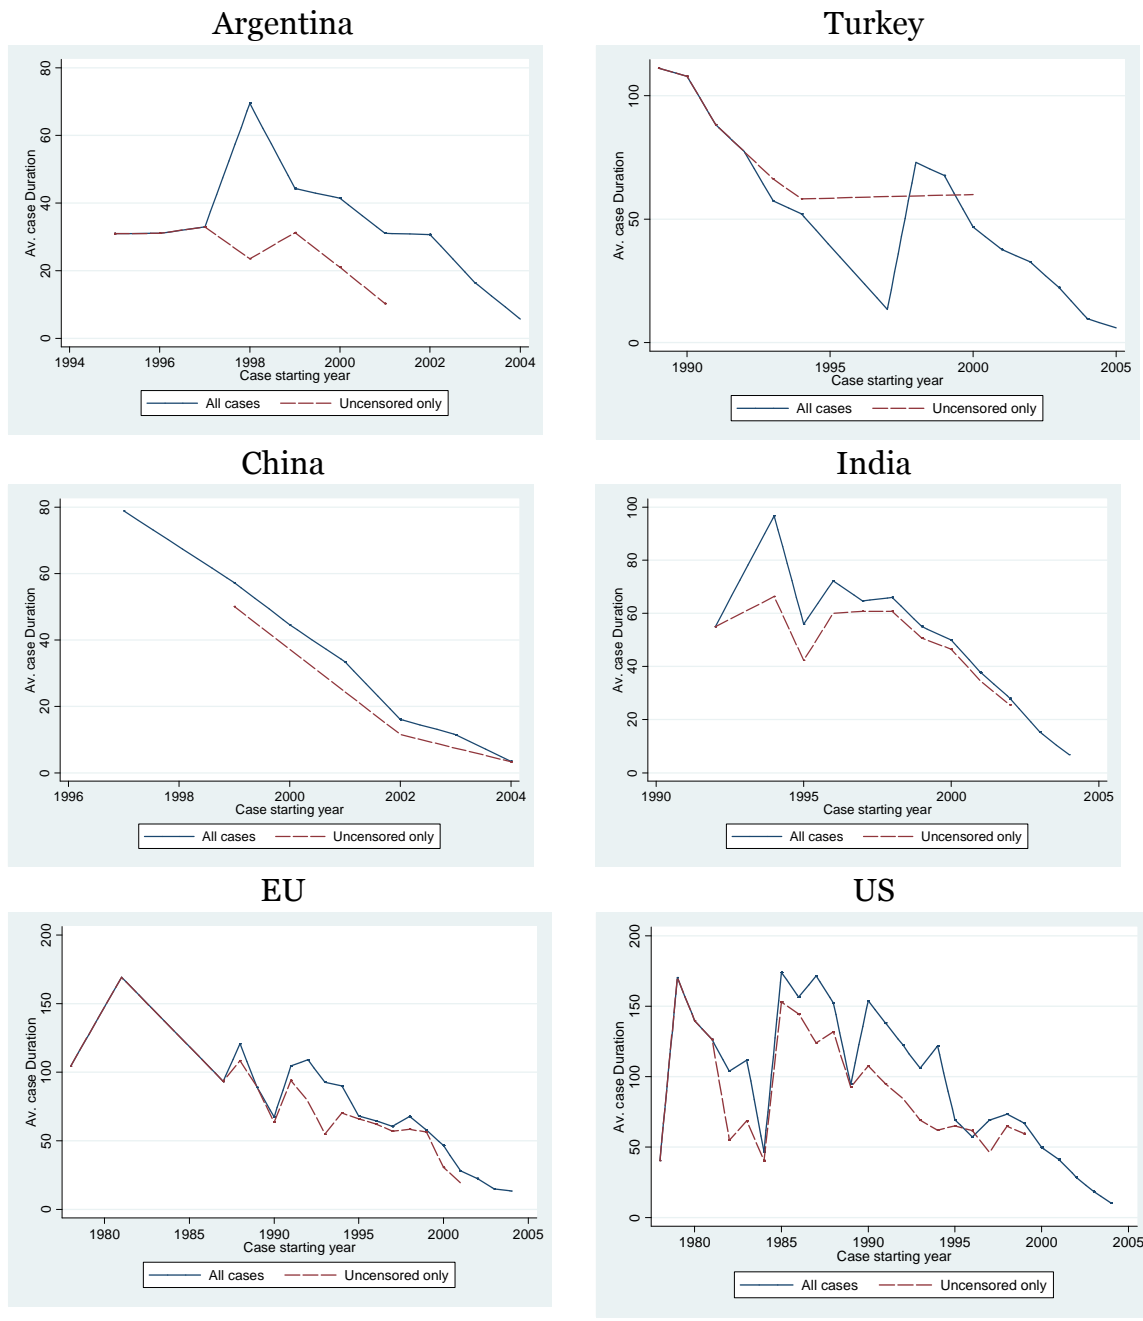 Argentina
Av. case Duration
80
60
40
20
0
1994 1996 1998 2000 2002 2004
Case starting year
All cases Uncensored only
Turkey
Av. case Duration
100
50
0
1990 1995 2000 2005
Case starting year
All cases Uncensored only
China
Av. case Duration
80
60
40
20
0
1996 1998 2000 2002 2004
Case starting year
All cases Uncensored only
India
Av. case Duration
100
80
60
40
20
0
1990 1995 2000 2005
Case starting year
All cases Uncensored only
EU
Av. case Duration
200
150
100
50
0
1980 1985 1990 1995 2000 2005
Case starting year
All cases Uncensored only
US
Av. case Duration
200
150
100
50
0
1980 1985 1990 1995 2000 2005
Case starting year
All cases Uncensored only